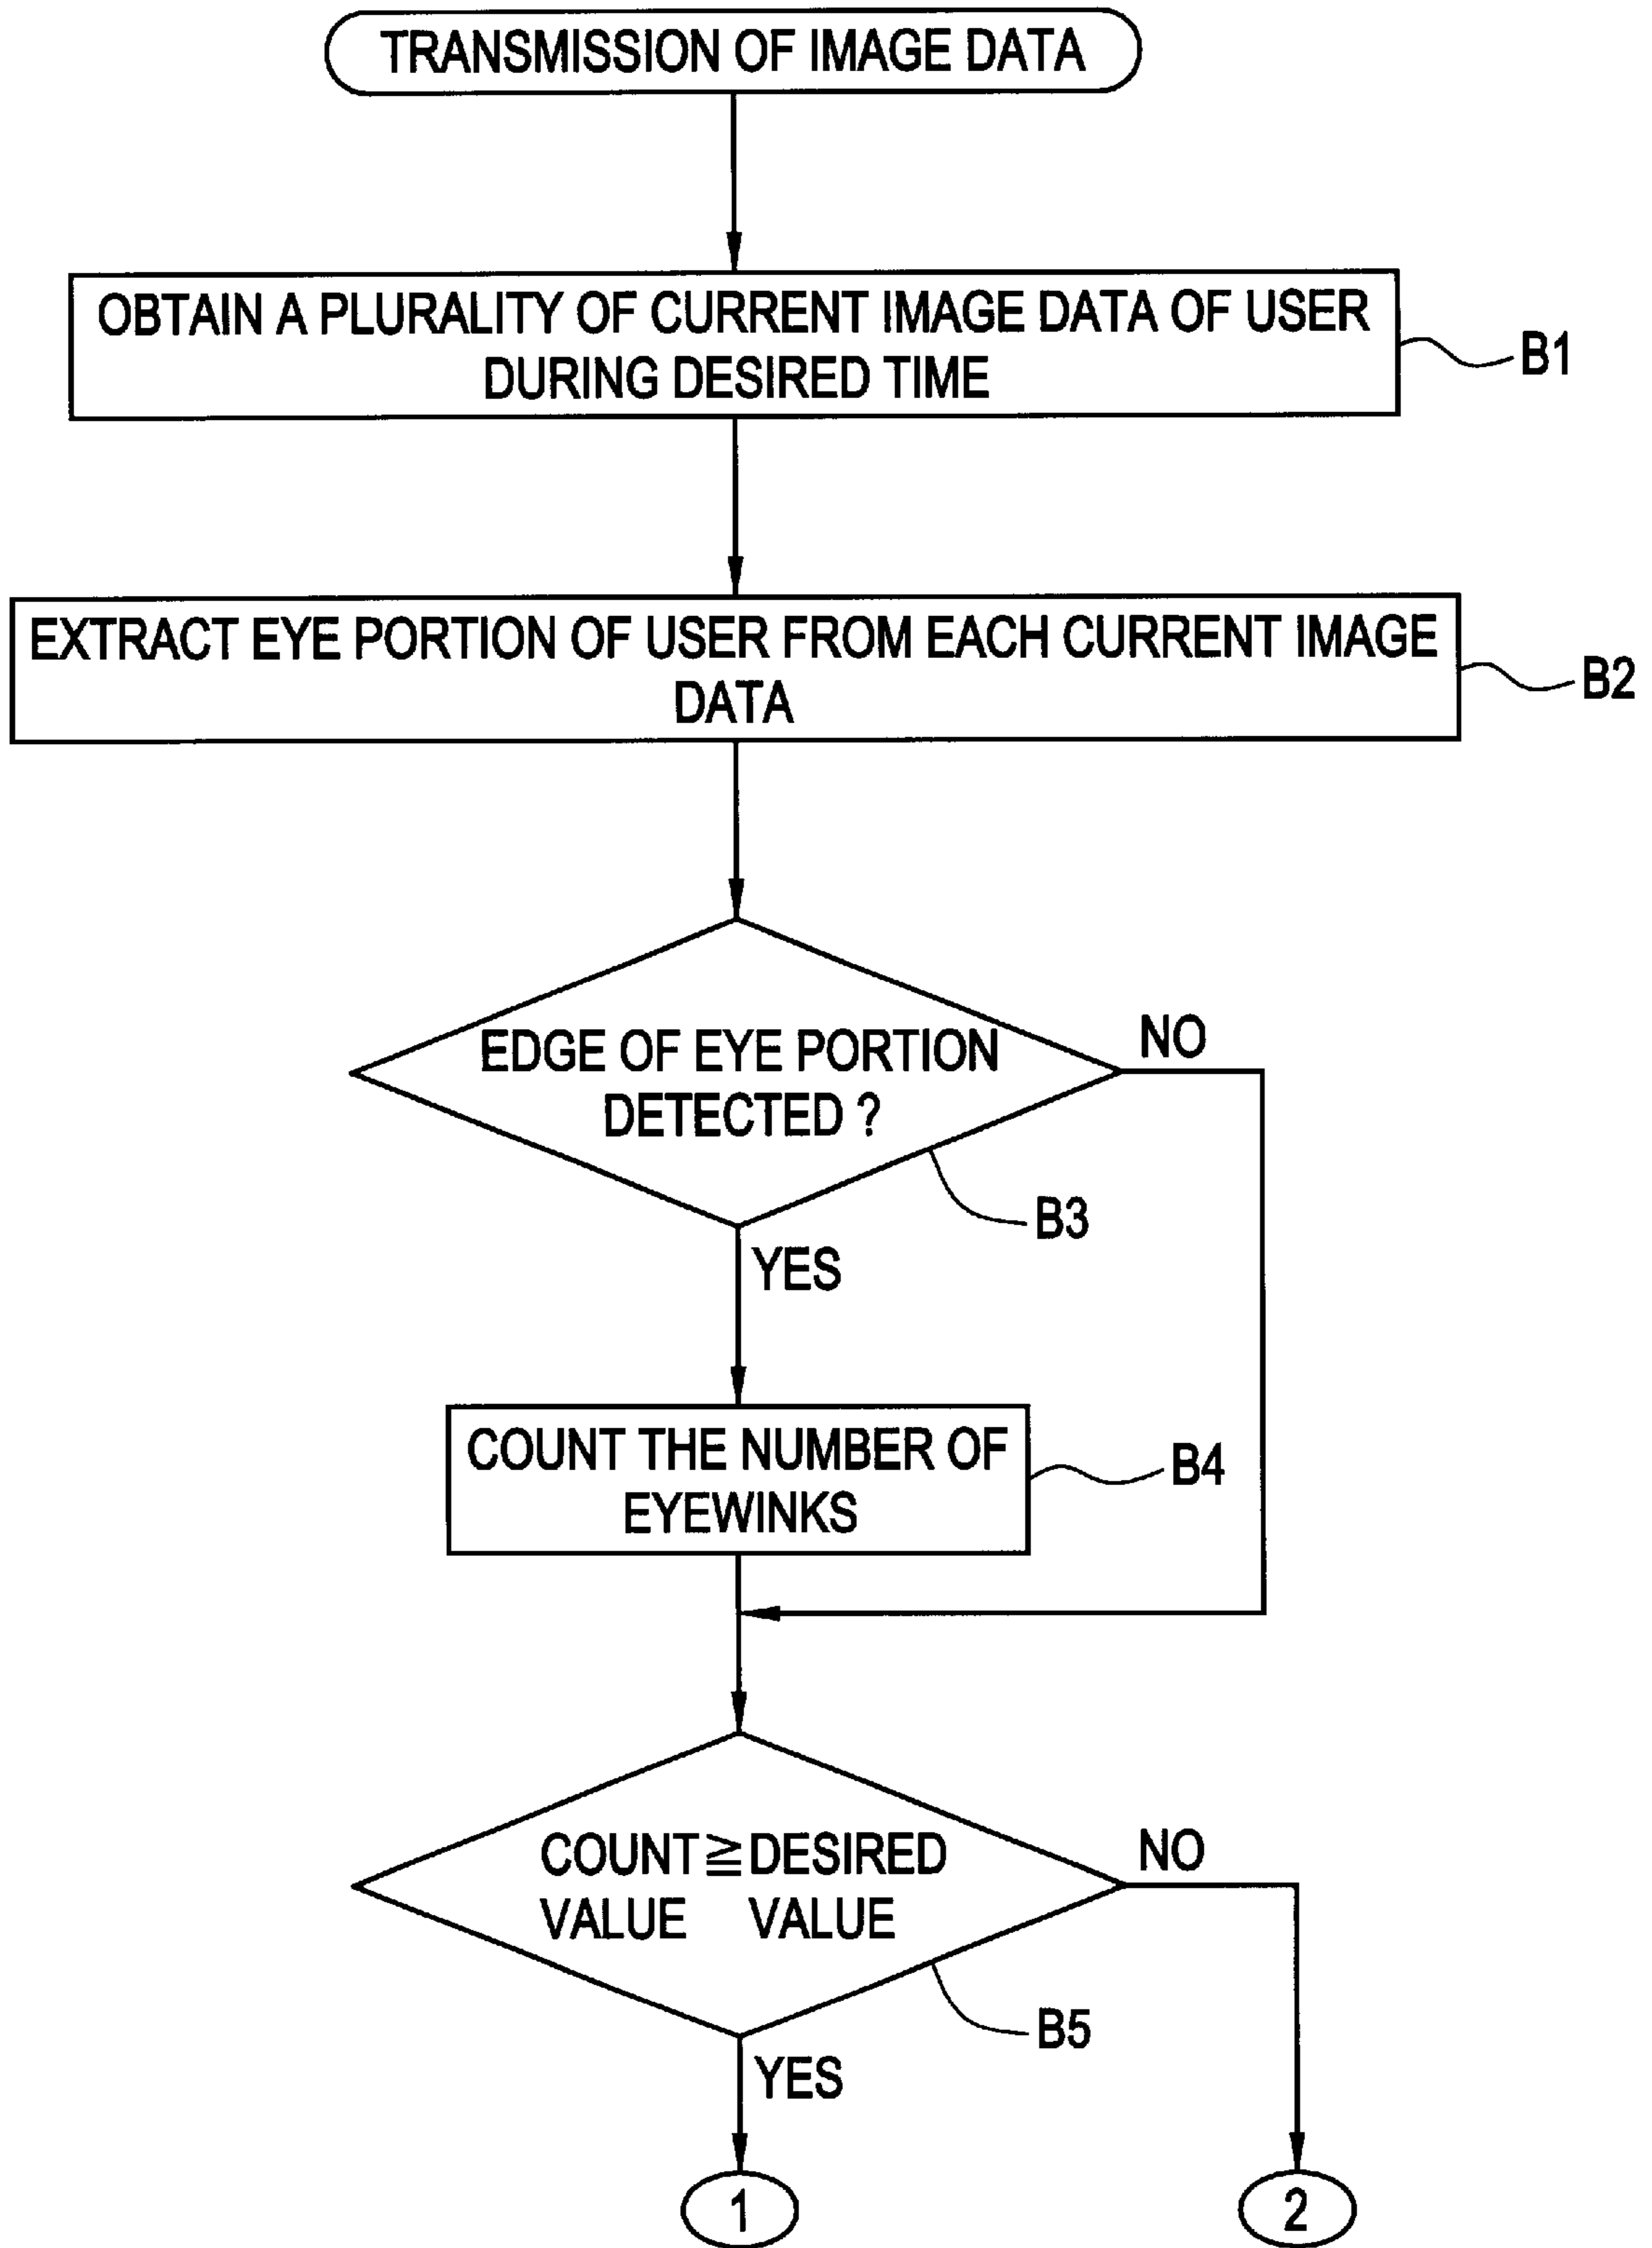 TRANSMISSION OF IMAGE DATA
OBTAIN A PLURALITY OF CURRENT IMAGE DATA OF USER
DURING DESIRED TIME
B1
EXTRACT EYE PORTION OF USER FROM EACH CURRENT IMAGE
DATA
B2
EDGE OF EYE PORTION
DETECTED ?
NO
B3
YES
COUNT THE NUMBER OF
EYEWINKS
B4
COUNT ≧ DESIRED
VALUE VALUE
NO
B5
YES
1
2